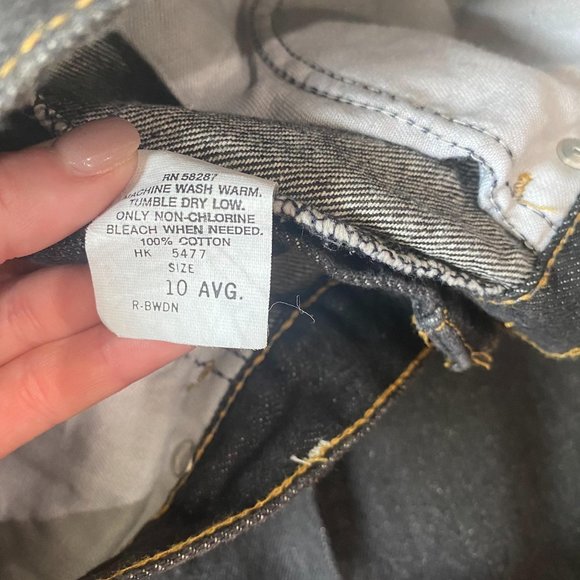 RN 58287
MACHINE WASH WARM.
TUMBLE DRY LOW.
ONLY NON-CHLORINE
BLEACH WHEN NEEDED.
100% COTTON
HK 5477
SIZE
10 AVG.
R-BWDN